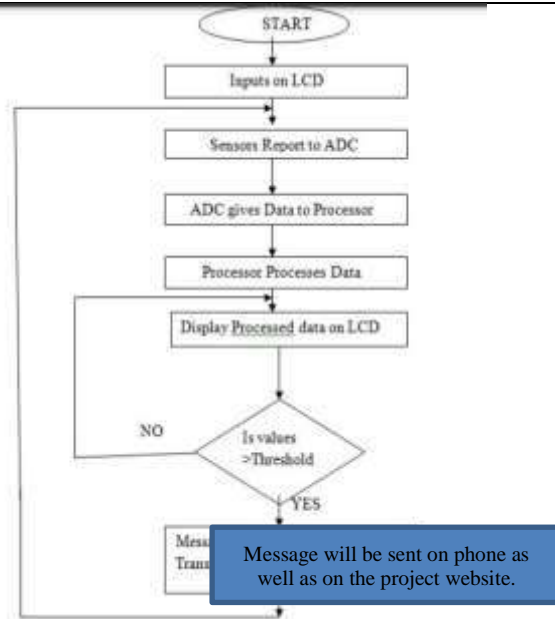 START
Inputs on LCD
Sensors Report to ADC
ADC gives Data to Processor
Processor Processes Data
Display Processed data on LCD
NO
Is values
>Threshold
YES
Message will be sent on phone as
well as on the project website.